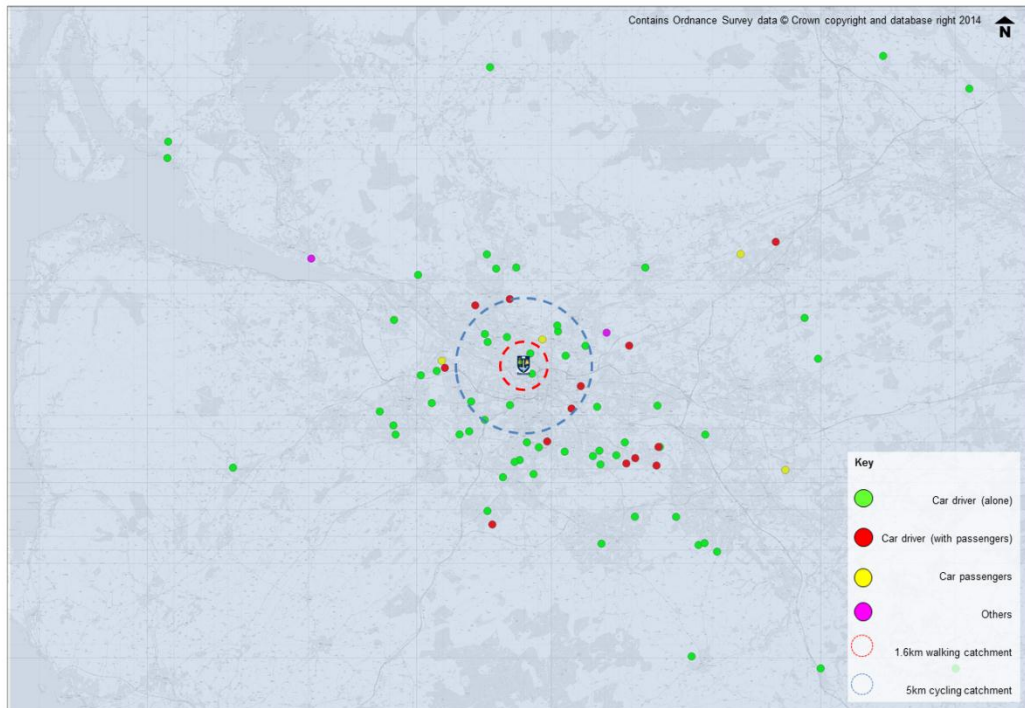 Contains Ordnance Survey data © Crown copyright and database right 2014
N
Key
Car driver (alone)
Car driver (with passengers)
Car passengers
Others
1.6km walking catchment
5km cycling catchment